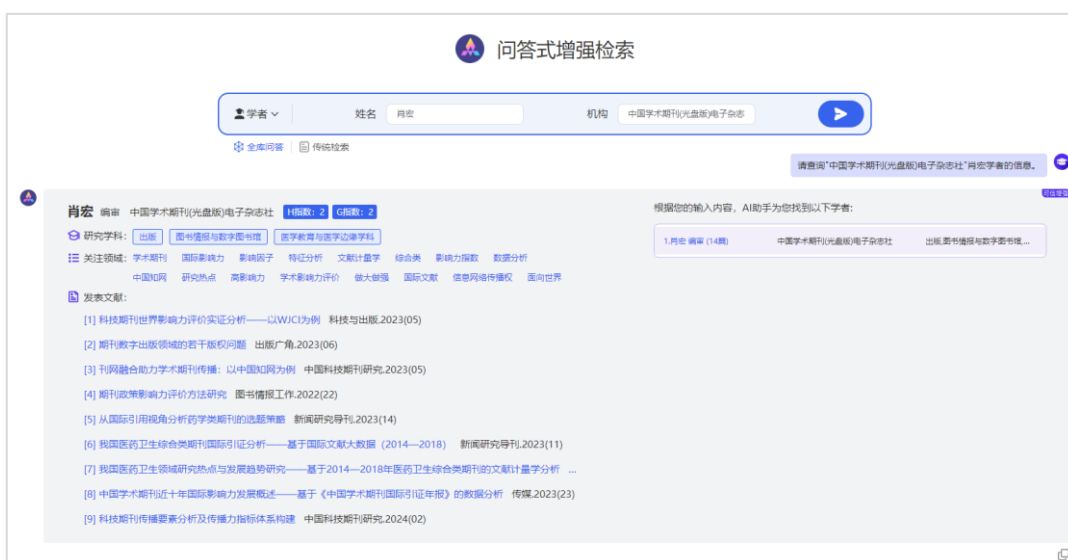 问答式增强检索
学者 姓名 肖宏 机构 中国学术期刊(光盘版)电子杂志
全库问答 传统检索
请查询"中国学术期刊(光盘版)电子杂志社"肖宏学者的信息。
肖宏 编审 中国学术期刊(光盘版)电子杂志社 H指数: 2 G指数: 2
研究学科: 出版 图书情报与数字图书馆 医学教育与医学边缘学科
关注领域: 学术期刊 国际影响力 影响因子 特征分析 文献计量学 综合类 影响力指数 数据分析
中国知网 研究热点 高影响力 学术影响力评价 做大做强 国际文献 信息网络传播权 面向世界
发表文献:
[1] 科技期刊世界影响力评价实证分析——以WJCI为例 科技与出版.2023(05)
[2] 期刊数字出版领域的若干版权问题 出版广角.2023(06)
[3] 刊网融合助力学术期刊传播：以中国知网为例 中国科技期刊研究.2023(05)
[4] 期刊政策影响力评价方法研究 图书情报工作.2022(22)
[5] 从国际引用视角分析药学类期刊的选题策略 新闻研究导刊.2023(14)
[6] 我国医药卫生综合类期刊国际引证分析——基于国际文献大数据（2014—2018） 新闻研究导刊.2023(11)
[7] 我国医药卫生领域研究热点与发展趋势研究——基于2014—2018年医药卫生综合类期刊的文献计量学分析 ...
[8] 中国学术期刊近十年国际影响力发展概述——基于《中国学术期刊国际引证年报》的数据分析 传媒.2023(23)
[9] 科技期刊传播要素分析及传播力指标体系构建 中国科技期刊研究.2024(02)
可信增强
根据您的输入内容，AI助手为您找到以下学者:
1.肖宏 编审 (14篇) 中国学术期刊(光盘版)电子杂志社 出版,图书情报与数字图书馆,...